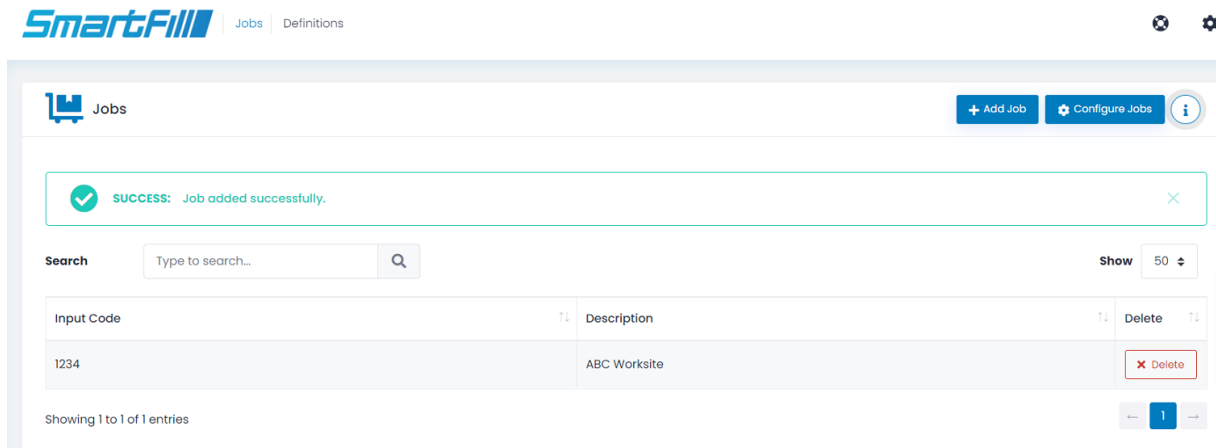 SmartFill Jobs Definitions
Jobs + Add Job Configure Jobs i
SUCCESS: Job added successfully.
Search Type to search... Show 50
Input Code Description Delete
1234 ABC Worksite × Delete
Showing 1 to 1 of 1 entries ← 1 →